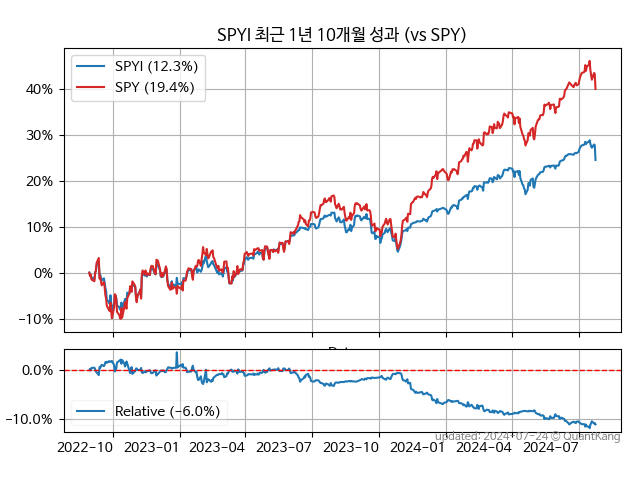 SPYI 최근 1년 10개월 성과 (vs SPY)
SPYI (12.3%)
SPY (19.4%)
40%
30%
20%
10%
0%
−10%
0.0%
−10.0%
Relative (−6.0%)
2022−10 2023−01 2023−04 2023−07 2023−10 2024−01 2024−04 2024−07
updated: 2024-07-24 © QuantKang